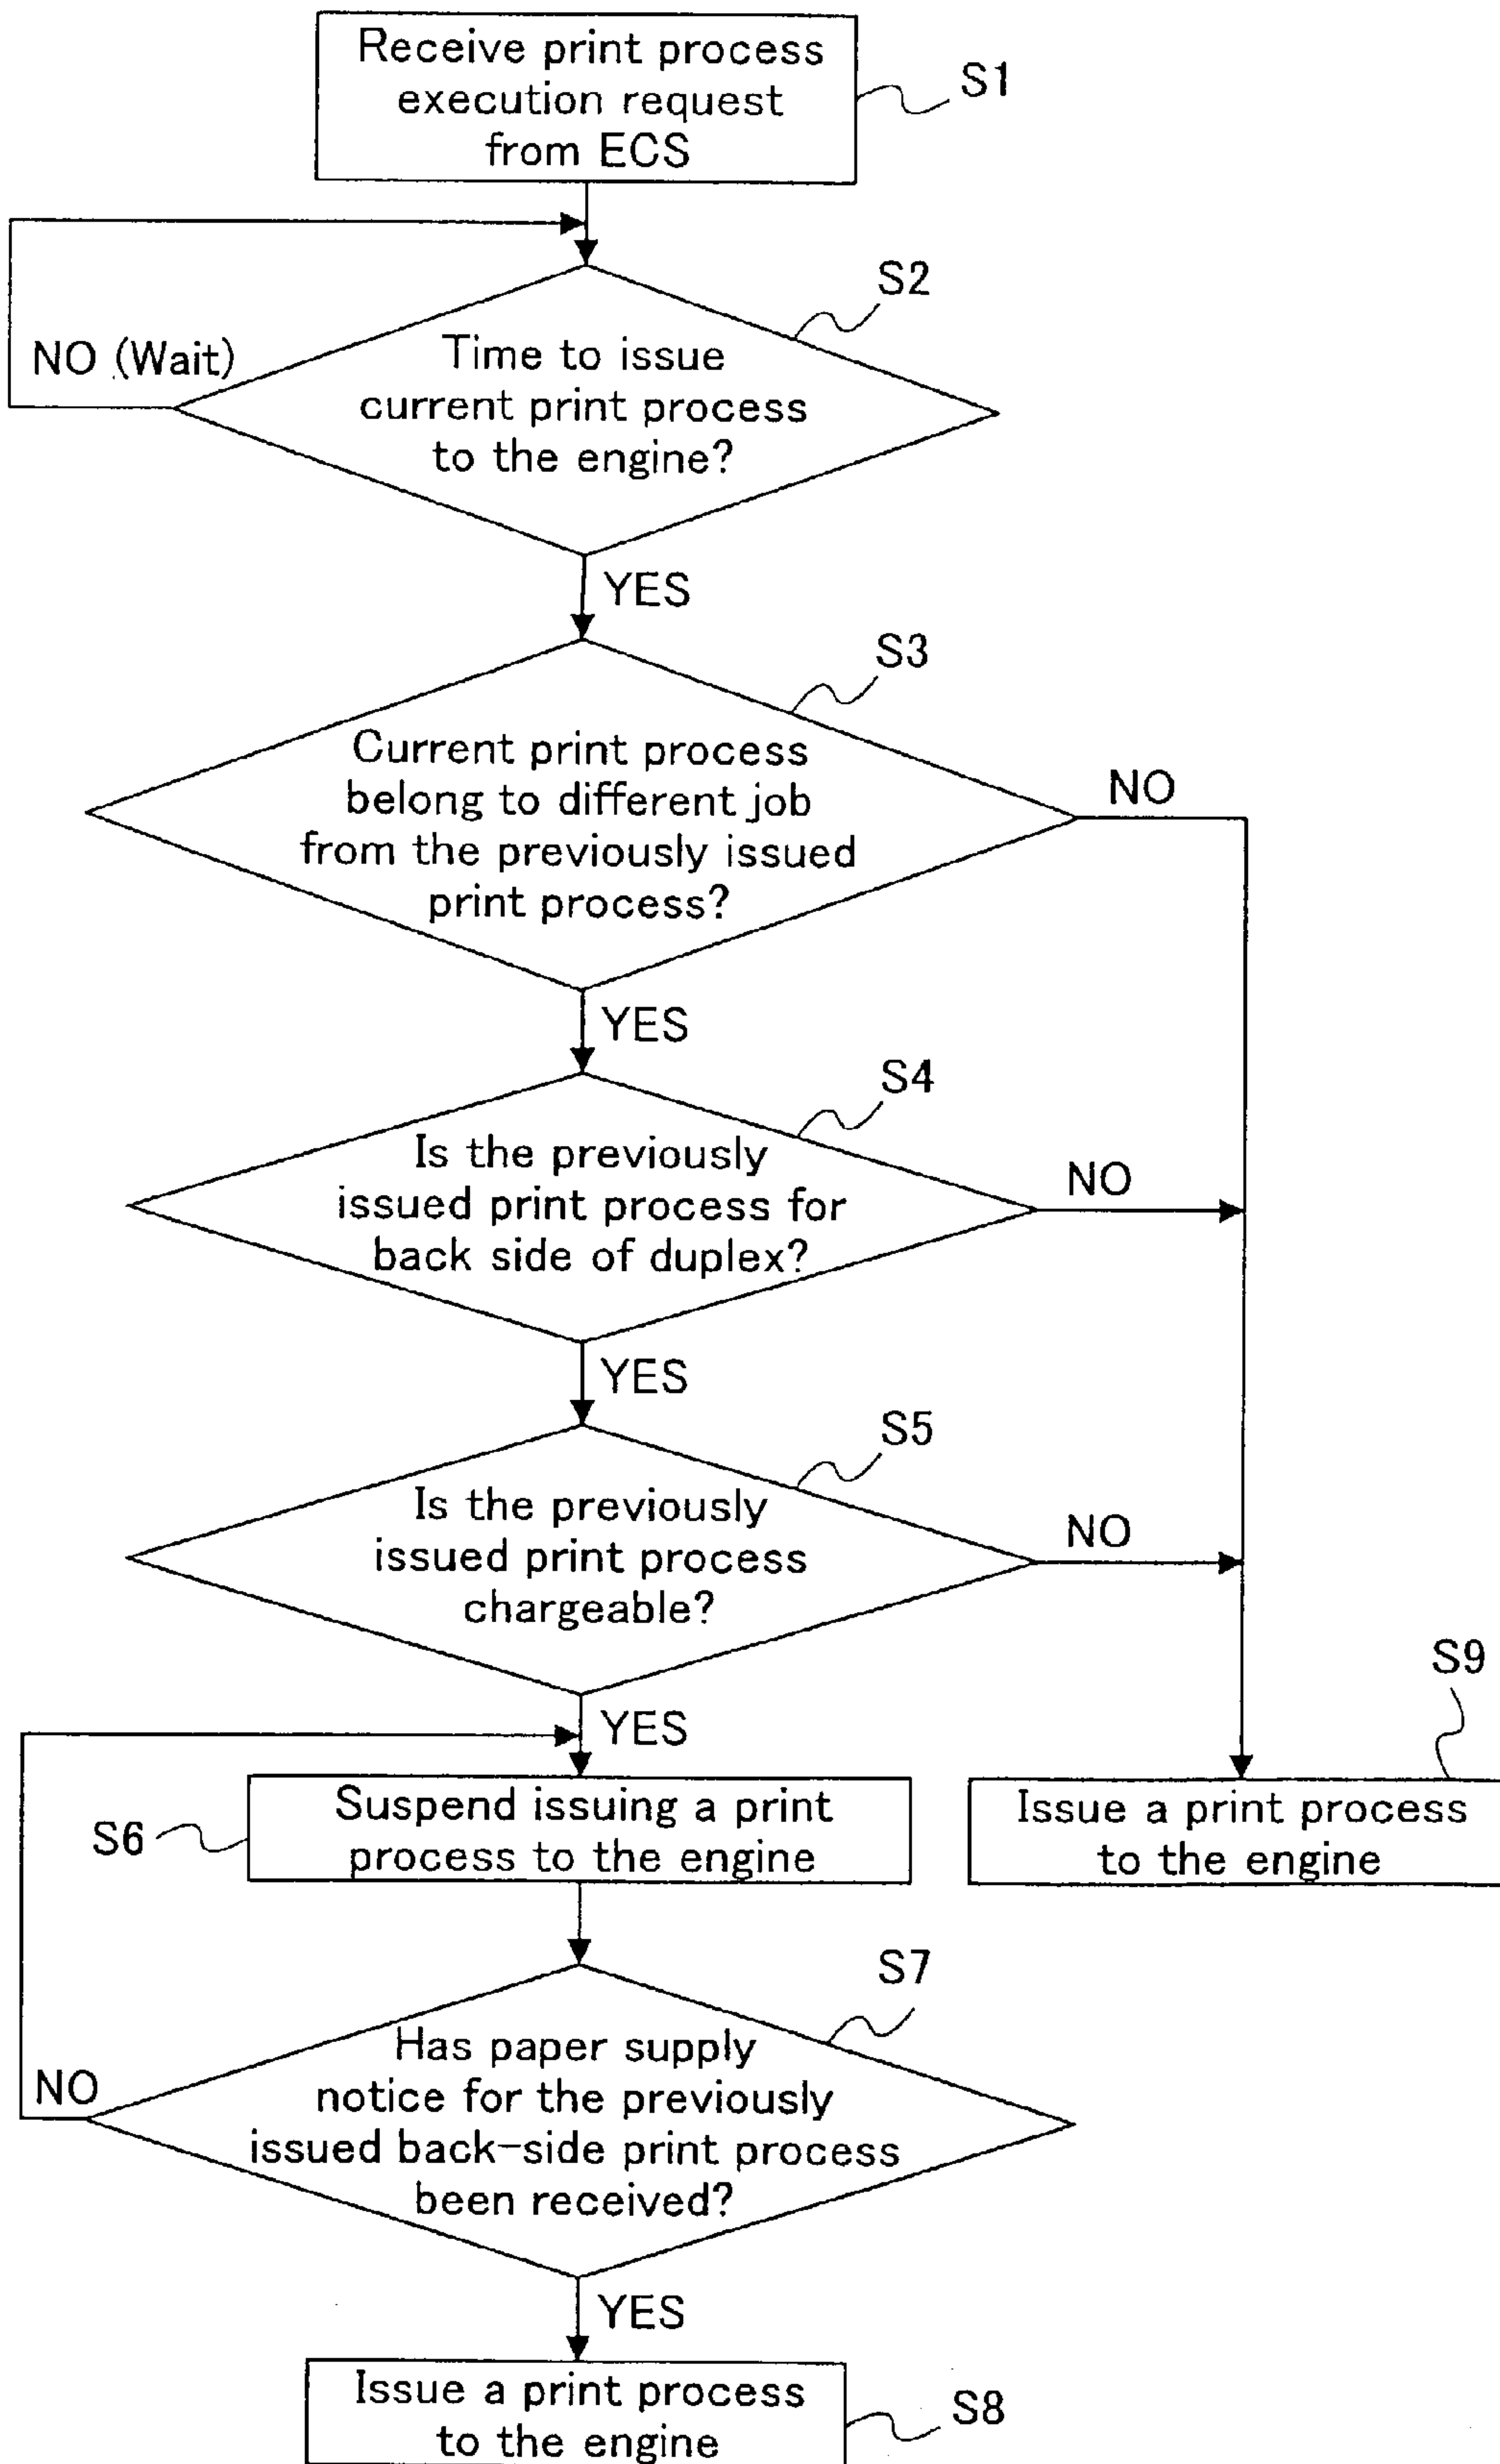 Receive print process
execution request
from ECS
S1
S2
NO (Wait)
Time to issue
current print process
to the engine?
YES
S3
Current print process
belong to different job
from the previously issued
print process?
NO
YES
S4
Is the previously
issued print process for
back side of duplex?
NO
YES
S5
Is the previously
issued print process
chargeable?
NO
YES
S9
S6
Suspend issuing a print
process to the engine
Issue a print process
to the engine
S7
Has paper supply
notice for the previously
issued back-side print process
been received?
NO
YES
Issue a print process
to the engine
S8